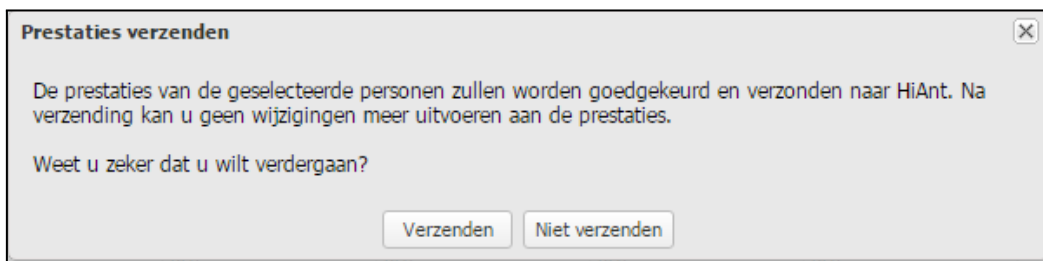 Prestaties verzenden
De prestaties van de geselecteerde personen zullen worden goedgekeurd en verzonden naar HiAnt. Na
verzending kan u geen wijzigingen meer uitvoeren aan de prestaties.
Weet u zeker dat u wilt verdergaan?
Verzenden Niet verzenden